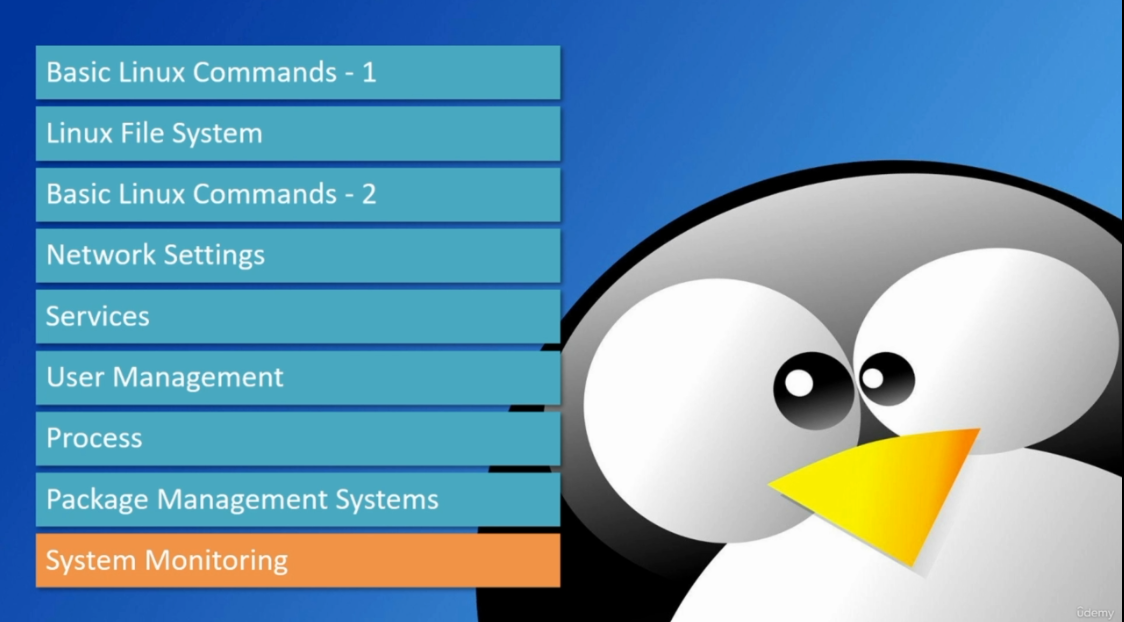 Basic Linux Commands - 1
Linux File System
Basic Linux Commands - 2
Network Settings
Services
User Management
Process
Package Management Systems
System Monitoring
ûdemy